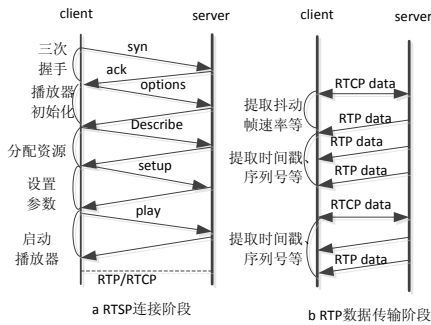 client
server
三次
握手
syn
ack
播放器
初始化
options
Describe
分配资源
setup
设置
参数
play
启动
播放器
RTP/RTCP
a RTSP连接阶段
client
server
RTCP data
提取抖动
帧速率等
RTP data
RTP data
提取时间戳
序列号等
RTP data
RTCP data
提取时间戳
序列号等
RTP data
b RTP数据传输阶段